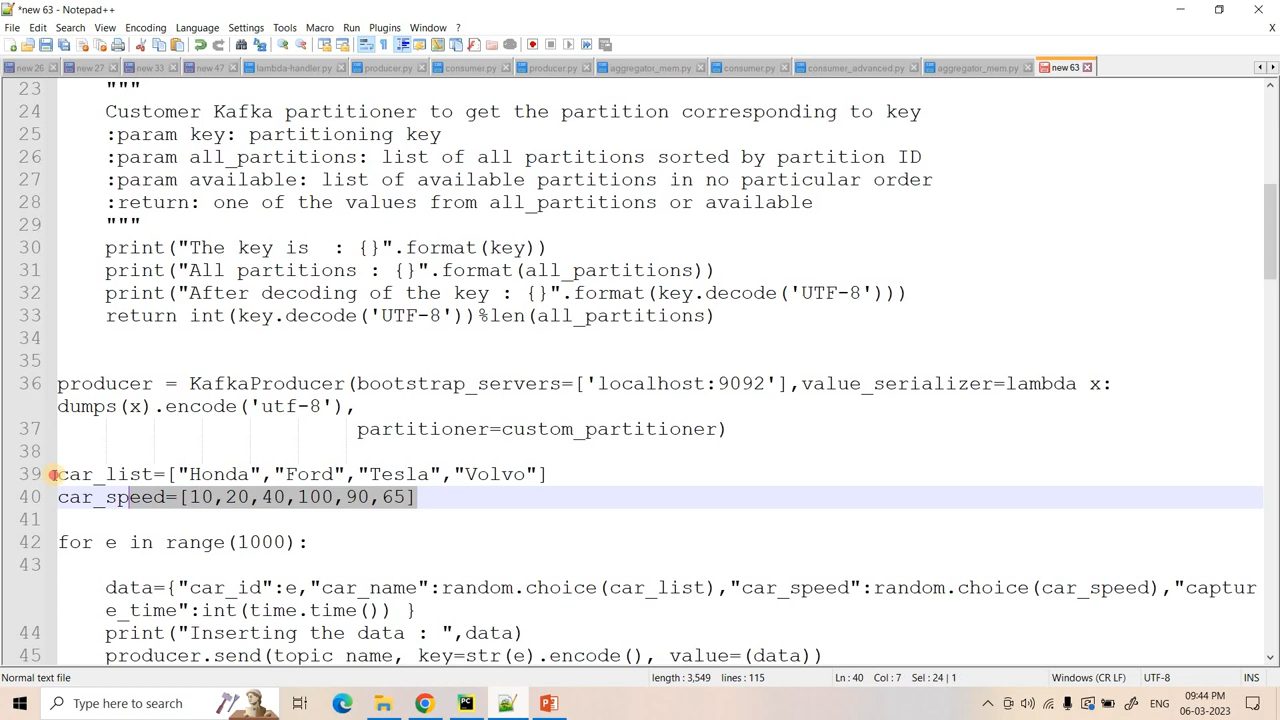 *new 63 - Notepad++
File Edit Search View Encoding Language Settings Tools Macro Run Plugins Window ?
X
new 26 new 27 new 33 new 47 lambda-handler.py producer.py consumer.py producer.py aggregator_mem.py consumer.py consumer_advanced.py aggregator_mem.py new 63
23 """
24 Customer Kafka partitioner to get the partition corresponding to key
25 :param key: partitioning key
26 :param all_partitions: list of all partitions sorted by partition ID
27 :param available: list of available partitions in no particular order
28 :return: one of the values from all_partitions or available
29 """
30 print("The key is  : {}".format(key))
31 print("All partitions : {}".format(all_partitions))
32 print("After decoding of the key : {}".format(key.decode('UTF-8')))
33 return int(key.decode('UTF-8'))%len(all_partitions)
34
35
36 producer = KafkaProducer(bootstrap_servers=['localhost:9092'],value_serializer=lambda x:
dumps(x).encode('utf-8'),
37 partitioner=custom_partitioner)
38
39 car_list=["Honda","Ford","Tesla","Volvo"]
40 car_speed=[10,20,40,100,90,65]
41
42 for e in range(1000):
43
data={"car_id":e,"car_name":random.choice(car_list),"car_speed":random.choice(car_speed),"captur
e_time":int(time.time()) }
44 print("Inserting the data : ",data)
45 producer.send(topic_name, key=str(e).encode(), value=(data))
Normal text file length : 3,549 lines : 115 Ln : 40 Col : 7 Sel : 24 | 1 Windows (CR LF) UTF-8 INS
Type here to search ENG 09:44 PM
06-03-2023